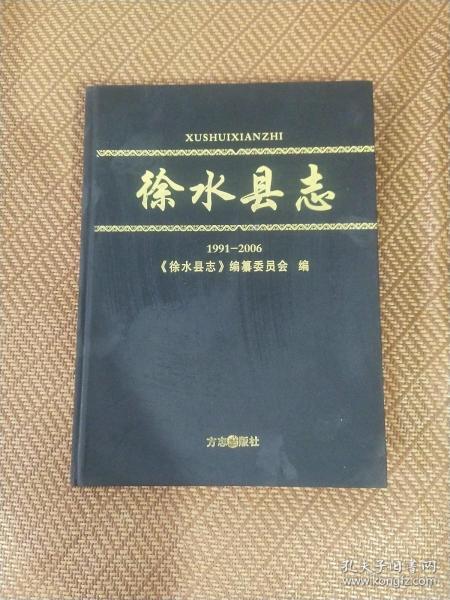 XUSHUIXIANZHI
徐水县志
1991-2006
《徐水县志》编纂委员会 编
方志出版社
孔夫子旧书网
www.kongfz.com